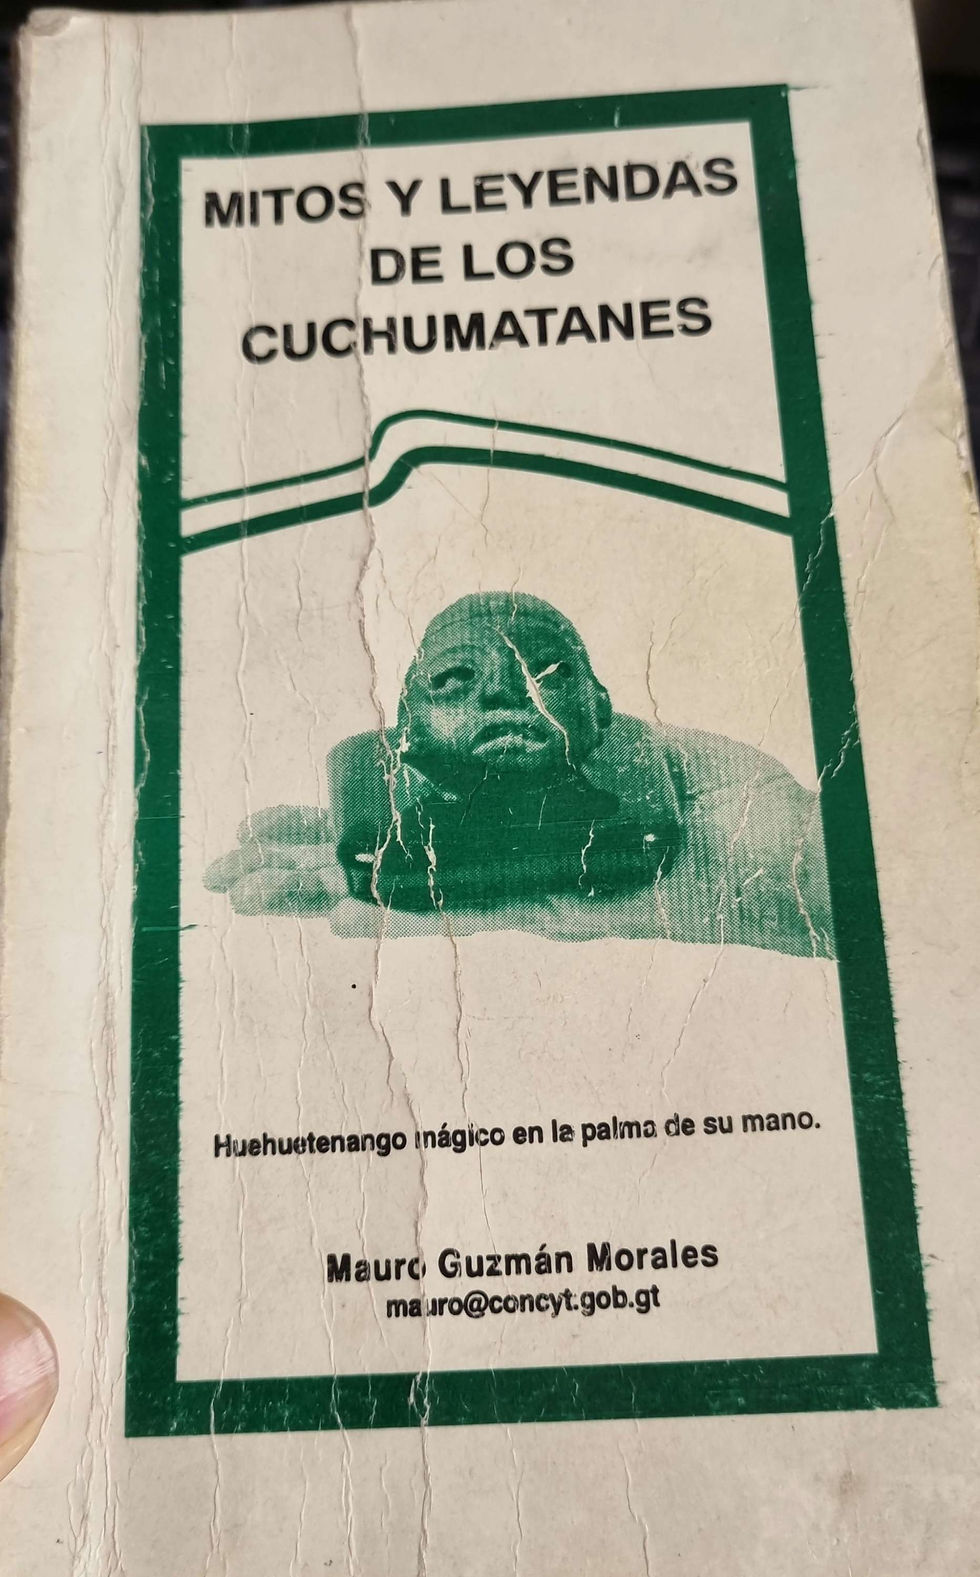 MITOS Y LEYENDAS
DE LOS
CUCHUMATANES
Huehuetenango mágico en la palma de su mano.
Mauro Guzmán Morales
mauro@concyt.gob.gt